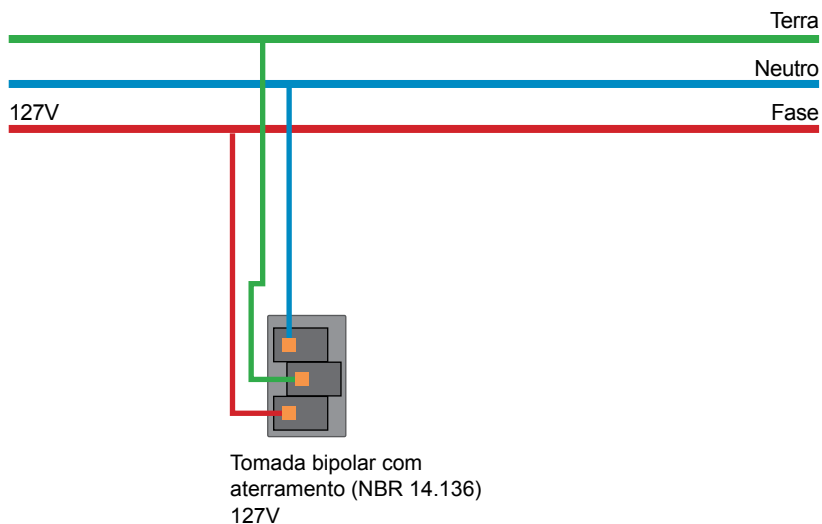 Terra
Neutro
127V
Fase
Tomada bipolar com
aterramento (NBR 14.136)
127V